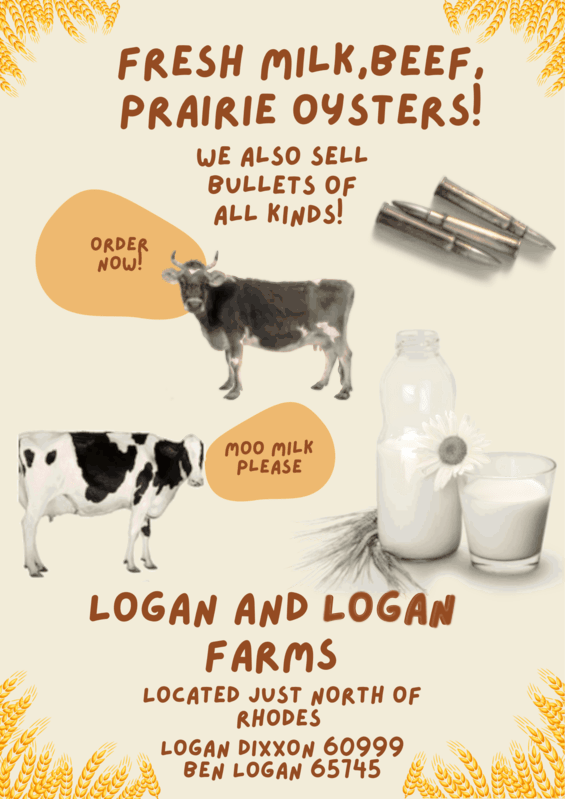 FRESH MILK,BEEF,
PRAIRIE OYSTERS!
WE ALSO SELL
BULLETS OF
ALL KINDS!
ORDER
NOW!
MOO MILK
PLEASE
LOGAN AND LOGAN
FARMS
LOCATED JUST NORTH OF
RHODES
LOGAN DIXXON 60999
BEN LOGAN 65745